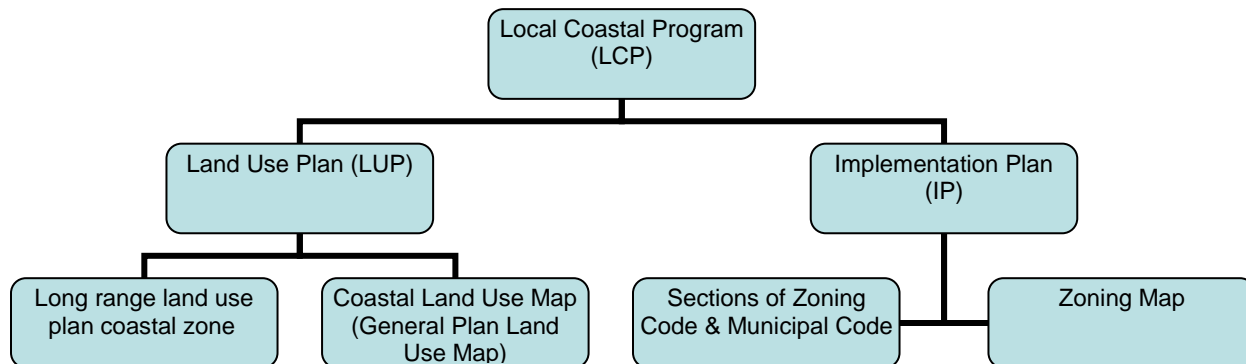 Local Coastal Program
(LCP)
Land Use Plan (LUP)
Implementation Plan
(IP)
Long range land use
plan coastal zone
Coastal Land Use Map
(General Plan Land
Use Map)
Sections of Zoning
Code & Municipal Code
Zoning Map